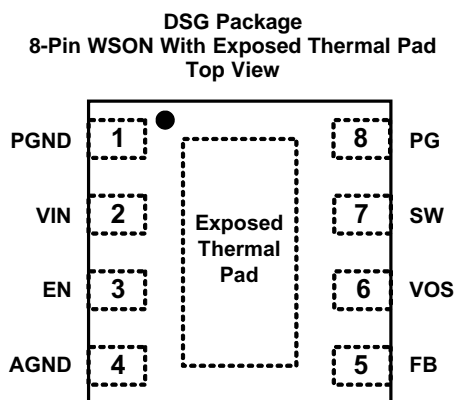 DSG Package
8-Pin WSON With Exposed Thermal Pad
Top View
PGND 1 8 PG
VIN 2 7 SW
Exposed
Thermal
Pad
EN 3 6 VOS
AGND 4 5 FB